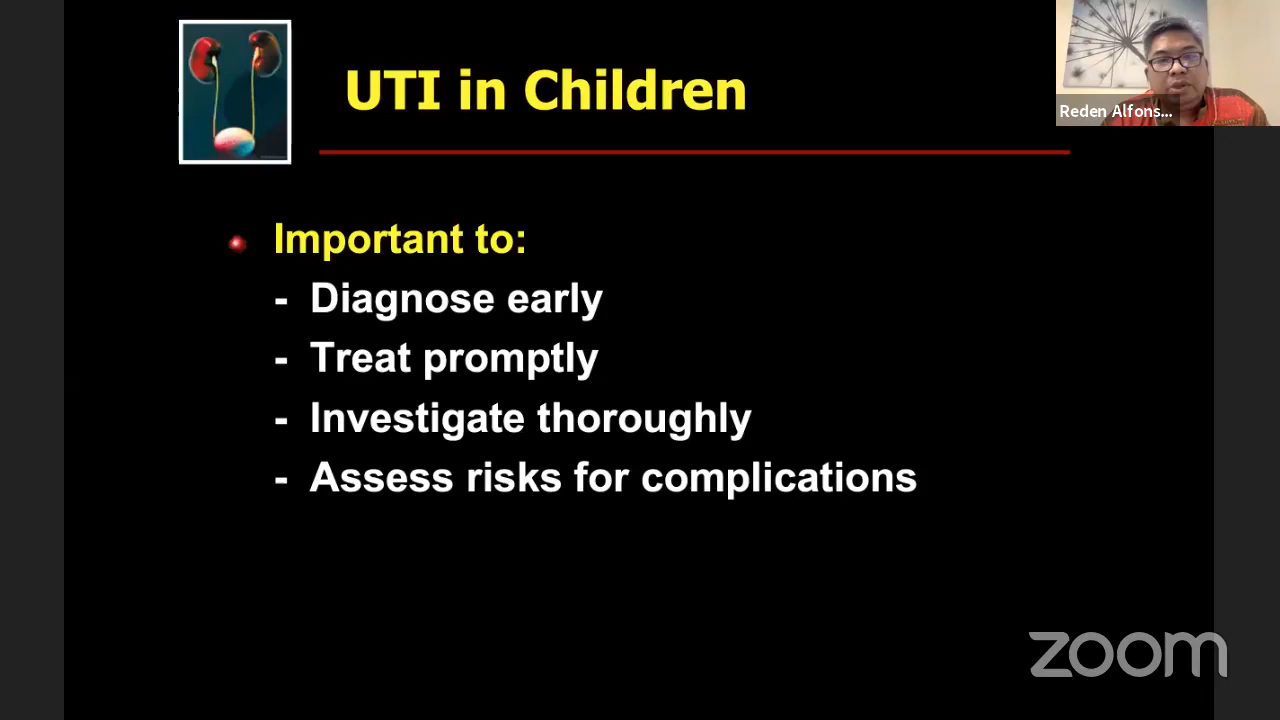 UTI in Children
Reden Alfons...
Important to:
- Diagnose early
- Treat promptly
- Investigate thoroughly
- Assess risks for complications
zoom